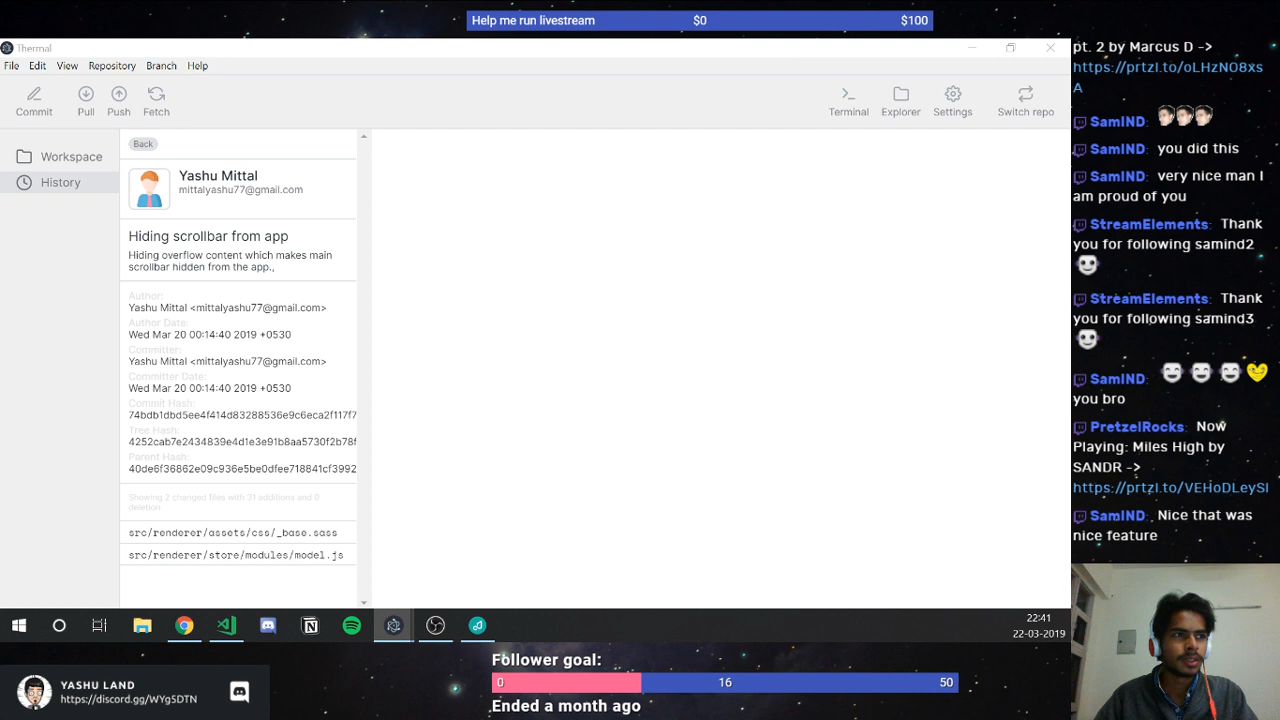 Help me run livestream $0 $100
Thermal
File Edit View Repository Branch Help
Commit Pull Push Fetch Terminal Explorer Settings Switch repo
Workspace
History
Back
Yashu Mittal
mittalyashu77@gmail.com
Hiding scrollbar from app
Hiding overflow content which makes main
scrollbar hidden from the app.,
Author:
Yashu Mittal <mittalyashu77@gmail.com>
Author Date:
Wed Mar 20 00:14:40 2019 +0530
Committer:
Yashu Mittal <mittalyashu77@gmail.com>
Committer Date:
Wed Mar 20 00:14:40 2019 +0530
Commit Hash:
74bdb1dbd5ee4f414d83288536e9c6eca2f117f7
Tree Hash:
4252cab7e2434839e4d1e3e91b8aa5730f2b78f
Parent Hash:
40de6f36862e09c936e5be0dfee718841cf3992
Showing 2 changed files with 31 additions and 0
deletion
src/renderer/assets/css/_base.sass
src/renderer/store/modules/model.js
pt. 2 by Marcus D ->
https://prtzl.to/oLHzNO8xs
A
SamIND:
SamIND: you did this
SamIND: very nice man I
am proud of you
StreamElements: Thank
you for following samind2
StreamElements: Thank
you for following samind3
SamIND:
you bro
PretzelRocks: Now
Playing: Miles High by
SANDR ->
https://prtzl.to/VEHoDLeySl
SamIND: Nice that was
nice feature
22:41
22-03-2019
YASHU LAND
https://discord.gg/WYg5DTN
Follower goal:
0 16 50
Ended a month ago